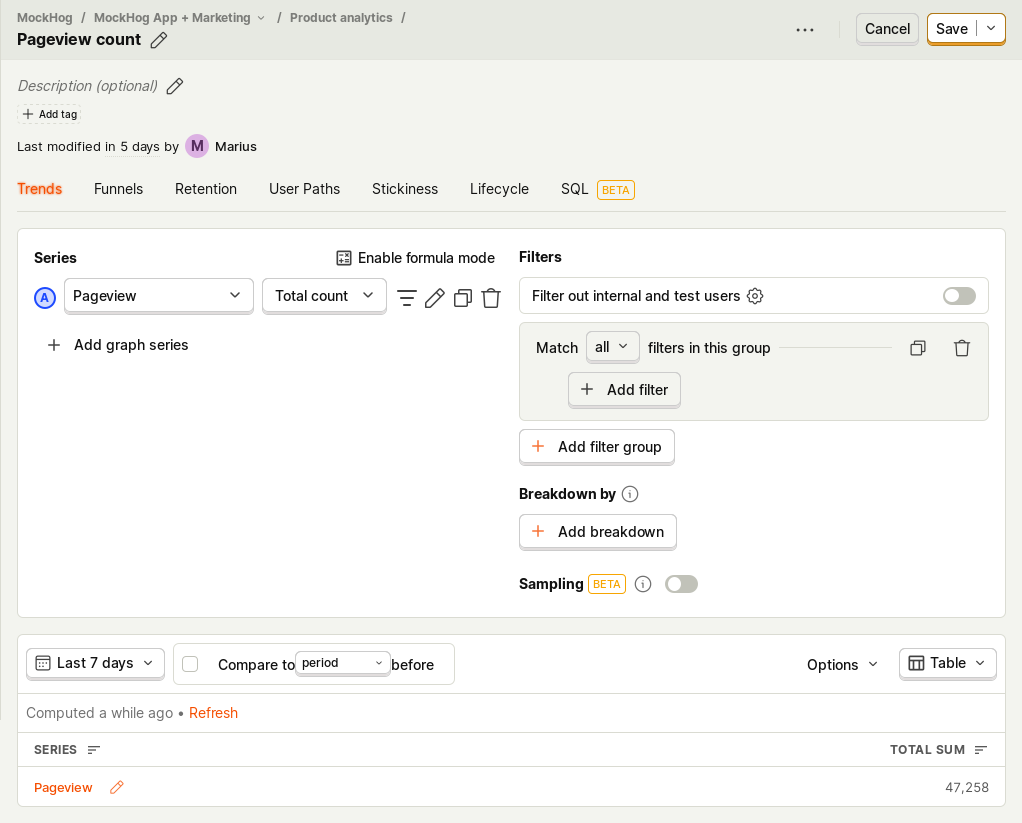 MockHog / MockHog App + Marketing / Product analytics /
Pageview count
Cancel
Save
Description (optional)
Add tag
Last modified in 5 days by M Marius
Trends
Funnels
Retention
User Paths
Stickiness
Lifecycle
SQL BETA
Series
Enable formula mode
A
Pageview
Total count
Add graph series
Filters
Filter out internal and test users
Match all filters in this group
Add filter
Add filter group
Breakdown by
Add breakdown
Sampling BETA
Last 7 days
Compare to period before
Options
Table
Computed a while ago • Refresh
SERIES
TOTAL SUM
Pageview
47,258